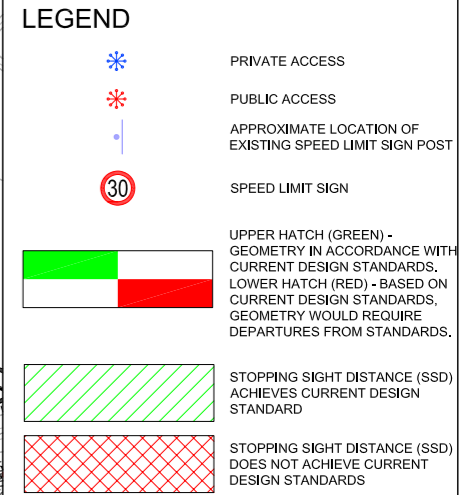 LEGEND
PRIVATE ACCESS
PUBLIC ACCESS
APPROXIMATE LOCATION OF
EXISTING SPEED LIMIT SIGN POST
30
SPEED LIMIT SIGN
UPPER HATCH (GREEN) -
GEOMETRY IN ACCORDANCE WITH
CURRENT DESIGN STANDARDS.
LOWER HATCH (RED) - BASED ON
CURRENT DESIGN STANDARDS,
GEOMETRY WOULD REQUIRE
DEPARTURES FROM STANDARDS.
STOPPING SIGHT DISTANCE (SSD)
ACHIEVES CURRENT DESIGN
STANDARD
STOPPING SIGHT DISTANCE (SSD)
DOES NOT ACHIEVE CURRENT
DESIGN STANDARDS